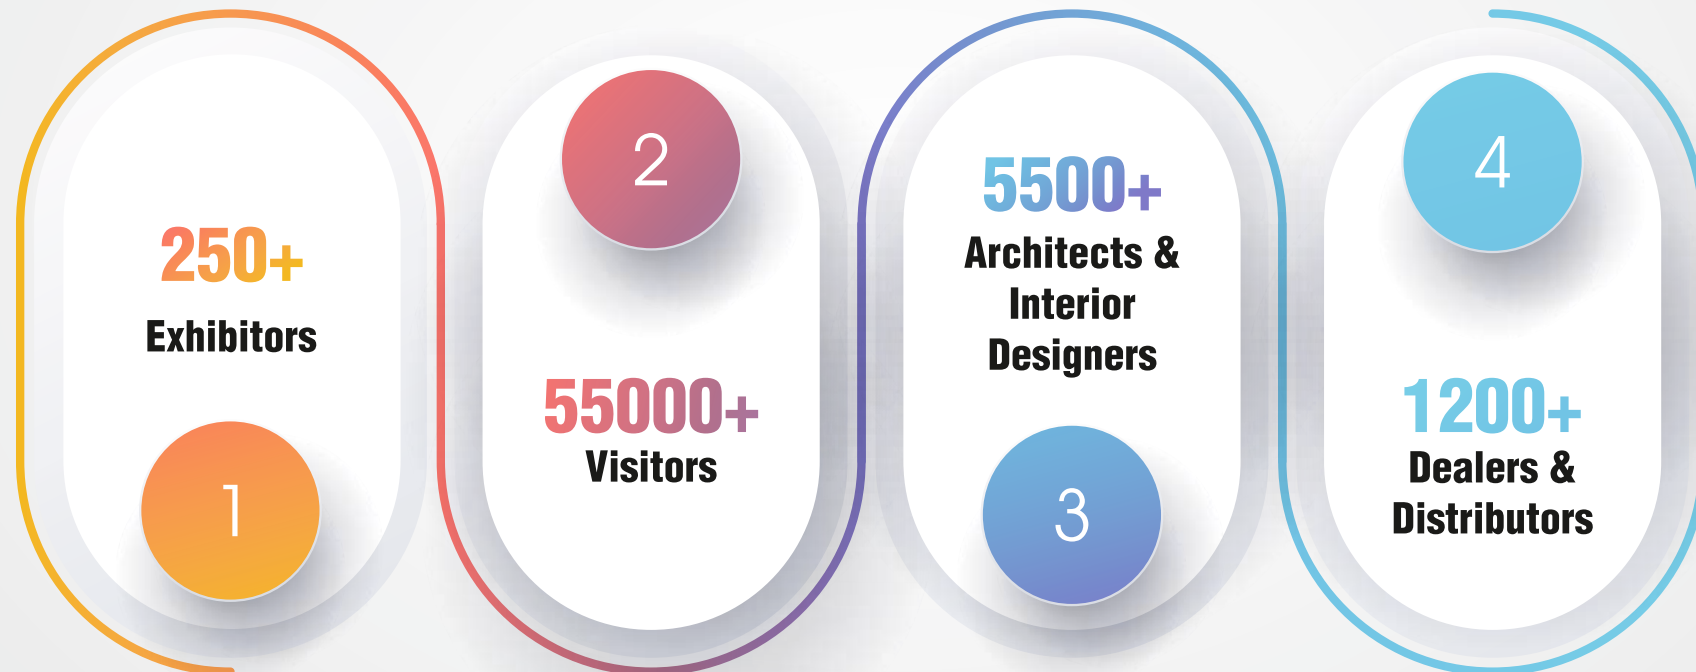 250+
Exhibitors
1
2
55000+
Visitors
5500+
Architects &
Interior
Designers
3
4
1200+
Dealers &
Distributors